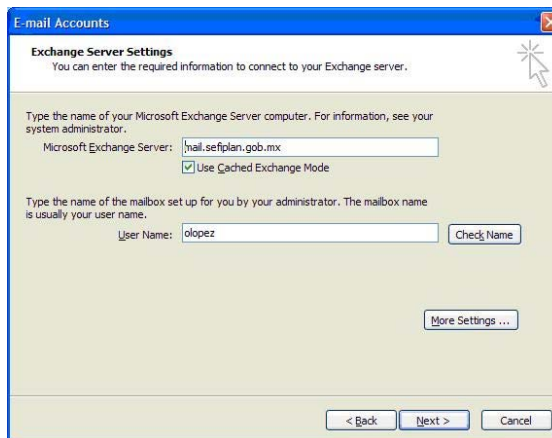 E-mail Accounts
Exchange Server Settings
You can enter the required information to connect to your Exchange server.
Type the name of your Microsoft Exchange Server computer. For information, see your
system administrator.
Microsoft Exchange Server: mail.sefiplan.gob.mx
Use Cached Exchange Mode
Type the name of the mailbox set up for you by your administrator. The mailbox name
is usually your user name.
User Name: olopez Check Name
More Settings ...
< Back Next > Cancel